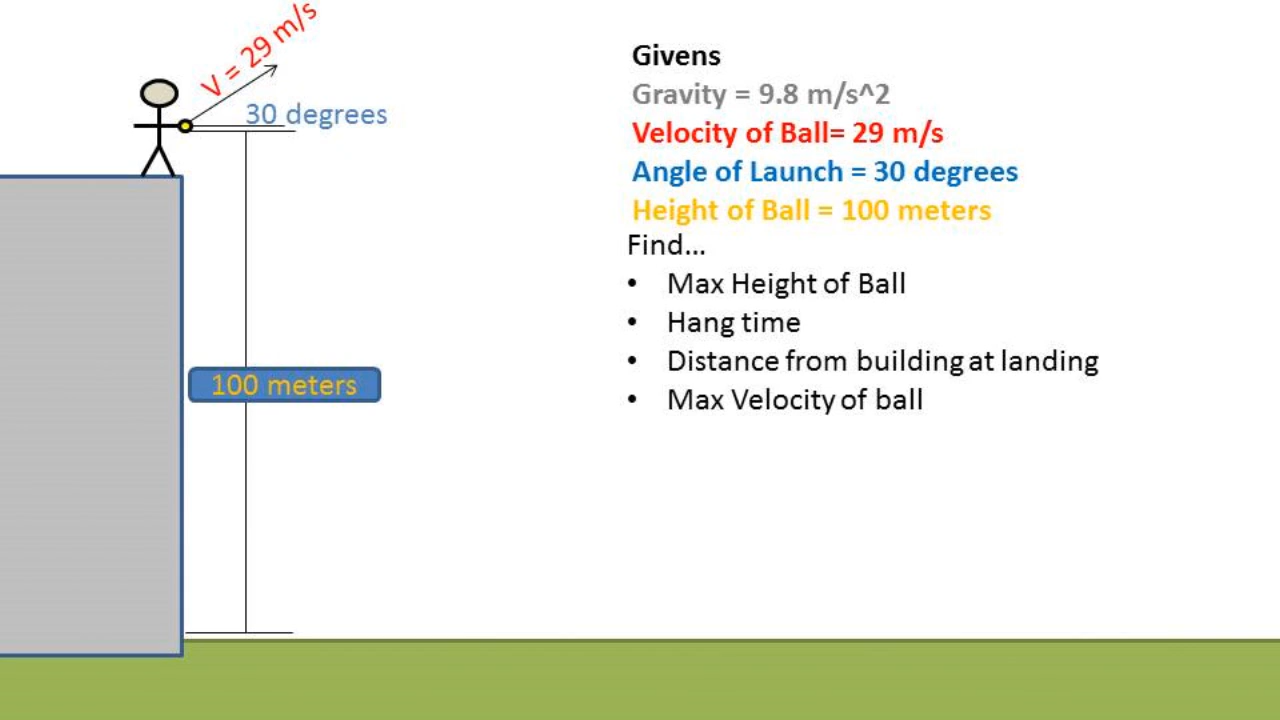 V = 29 m/s
30 degrees
100 meters
Givens
Gravity = 9.8 m/s^2
Velocity of Ball= 29 m/s
Angle of Launch = 30 degrees
Height of Ball = 100 meters
Find...
• Max Height of Ball
• Hang time
• Distance from building at landing
• Max Velocity of ball